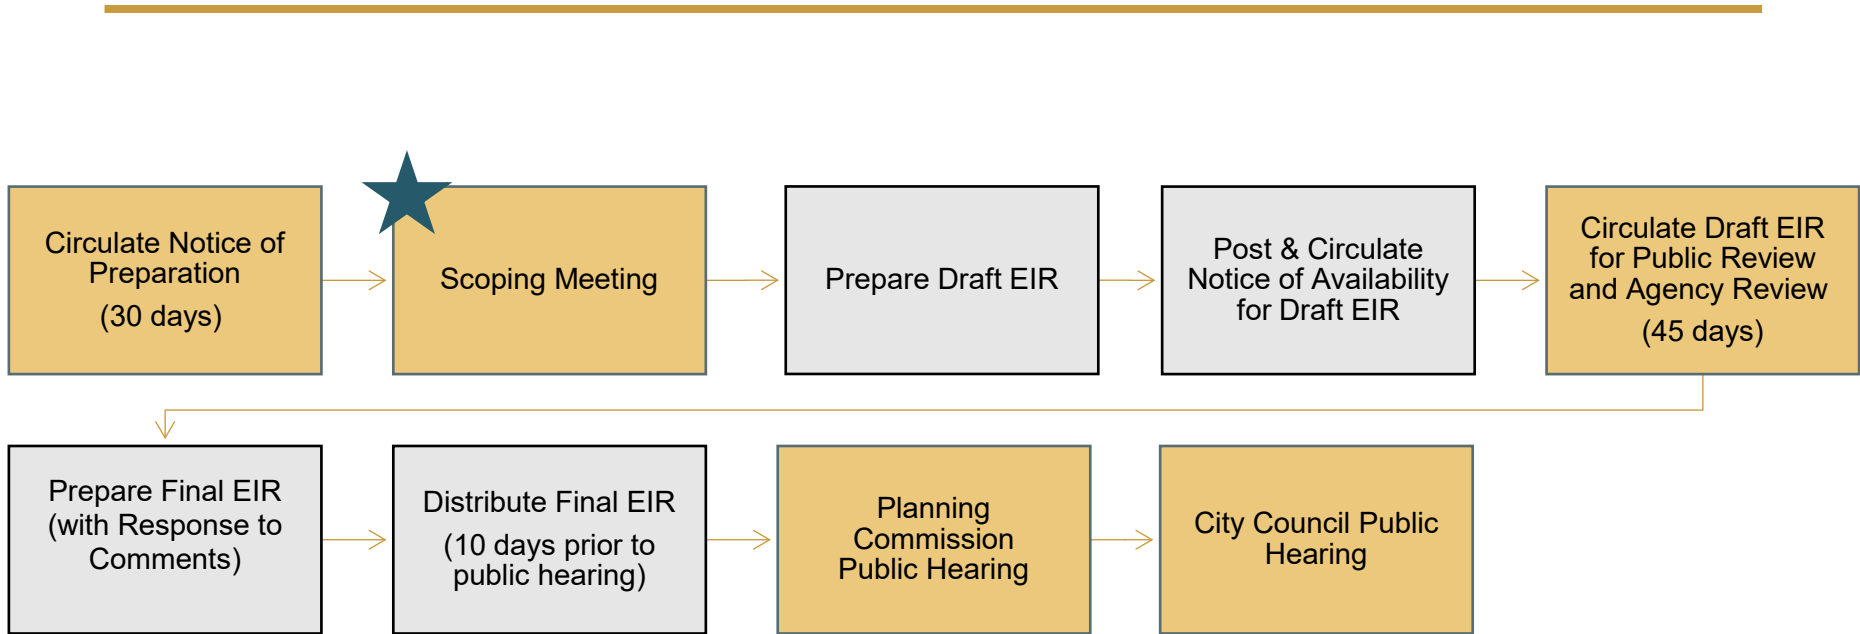 Circulate Notice of
Preparation
(30 days)
Scoping Meeting
Prepare Draft EIR
Post & Circulate
Notice of Availability
for Draft EIR
Circulate Draft EIR
for Public Review
and Agency Review
(45 days)
Prepare Final EIR
(with Response to
Comments)
Distribute Final EIR
(10 days prior to
public hearing)
Planning
Commission
Public Hearing
City Council Public
Hearing